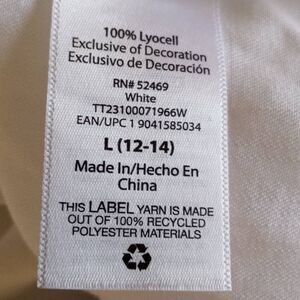 100% Lyocell
Exclusive of Decoration
Exclusivo de Decoración
RN# 52469
White
TT23100071966W
EAN/UPC 1 9041585034
L (12-14)
Made In/Hecho En
China
THIS LABEL YARN IS MADE
OUT OF 100% RECYCLED
POLYESTER MATERIALS